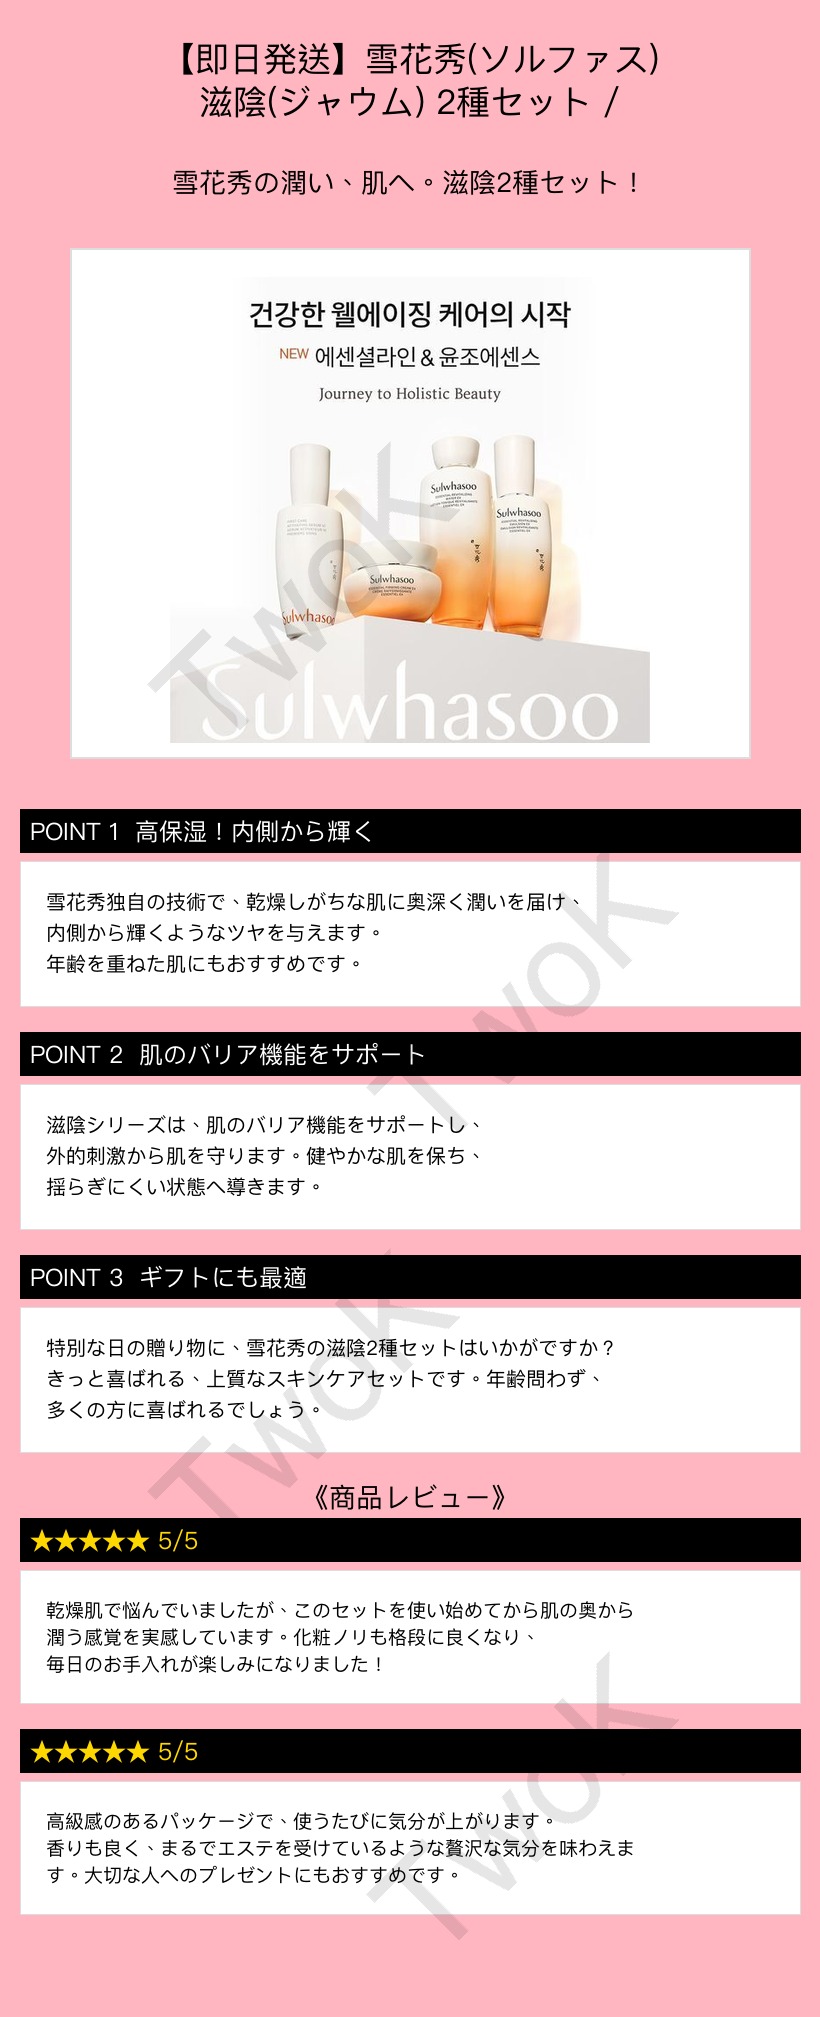 【即日発送】雪花秀(ソルファス)
滋陰(ジャウム) 2種セット /
雪花秀の潤い、肌へ。滋陰2種セット！
건강한 웰에이징 케어의 시작
NEW 에센셜라인 & 윤조에센스
Journey to Holistic Beauty
Sulwhasoo
Sulwhasoo
Sulwhasoo
Sulwhasoo
Sulwhasoo
TwoK
POINT 1 高保湿！内側から輝く
雪花秀独自の技術で、乾燥しがちな肌に奥深く潤いを届け、
内側から輝くようなツヤを与えます。
年齢を重ねた肌にもおすすめです。
TwoK
POINT 2 肌のバリア機能をサポート
滋陰シリーズは、肌のバリア機能をサポートし、
外的刺激から肌を守ります。健やかな肌を保ち、
揺らぎにくい状態へ導きます。
POINT 3 ギフトにも最適
特別な日の贈り物に、雪花秀の滋陰2種セットはいかがですか？
きっと喜ばれる、上質なスキンケアセットです。年齢問わず、
多くの方に喜ばれるでしょう。
TwoK
《商品レビュー》
★★★★★ 5/5
乾燥肌で悩んでいましたが、このセットを使い始めてから肌の奥から
潤う感覚を実感しています。化粧ノリも格段に良くなり、
毎日のお手入れが楽しみになりました！
★★★★★ 5/5
高級感のあるパッケージで、使うたびに気分が上がります。
香りも良く、まるでエステを受けているような贅沢な気分を味わえま
す。大切な人へのプレゼントにもおすすめです。
TwoK